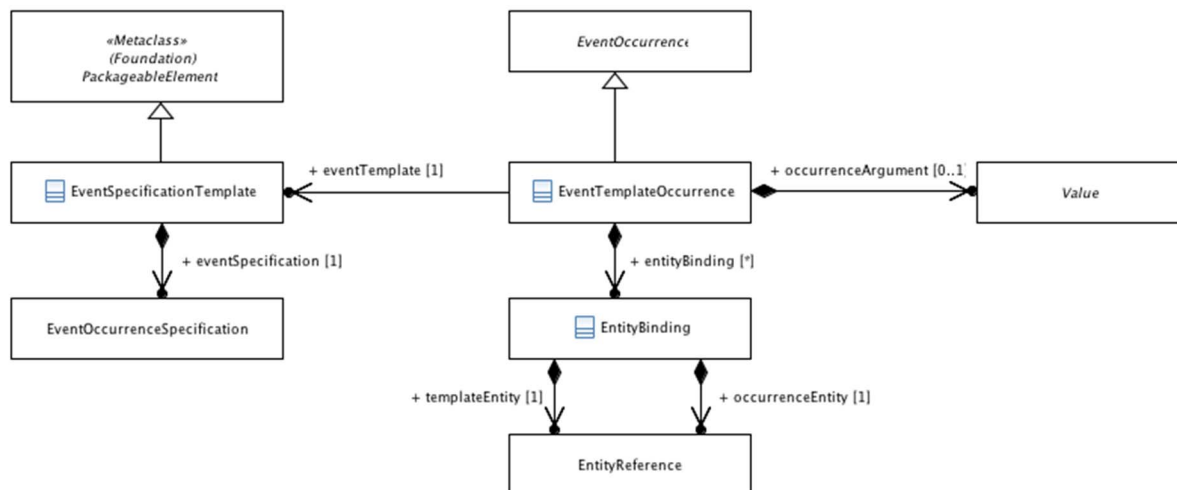 «Metaclass»
(Foundation)
PackageableElement
EventOccurrence
EventSpecificationTemplate
+ eventTemplate [1]
EventTemplateOccurrence
+ occurrenceArgument [0..1]
Value
+ eventSpecification [1]
+ entityBinding [*]
EventOccurrenceSpecification
EntityBinding
+ templateEntity [1]
+ occurrenceEntity [1]
EntityReference